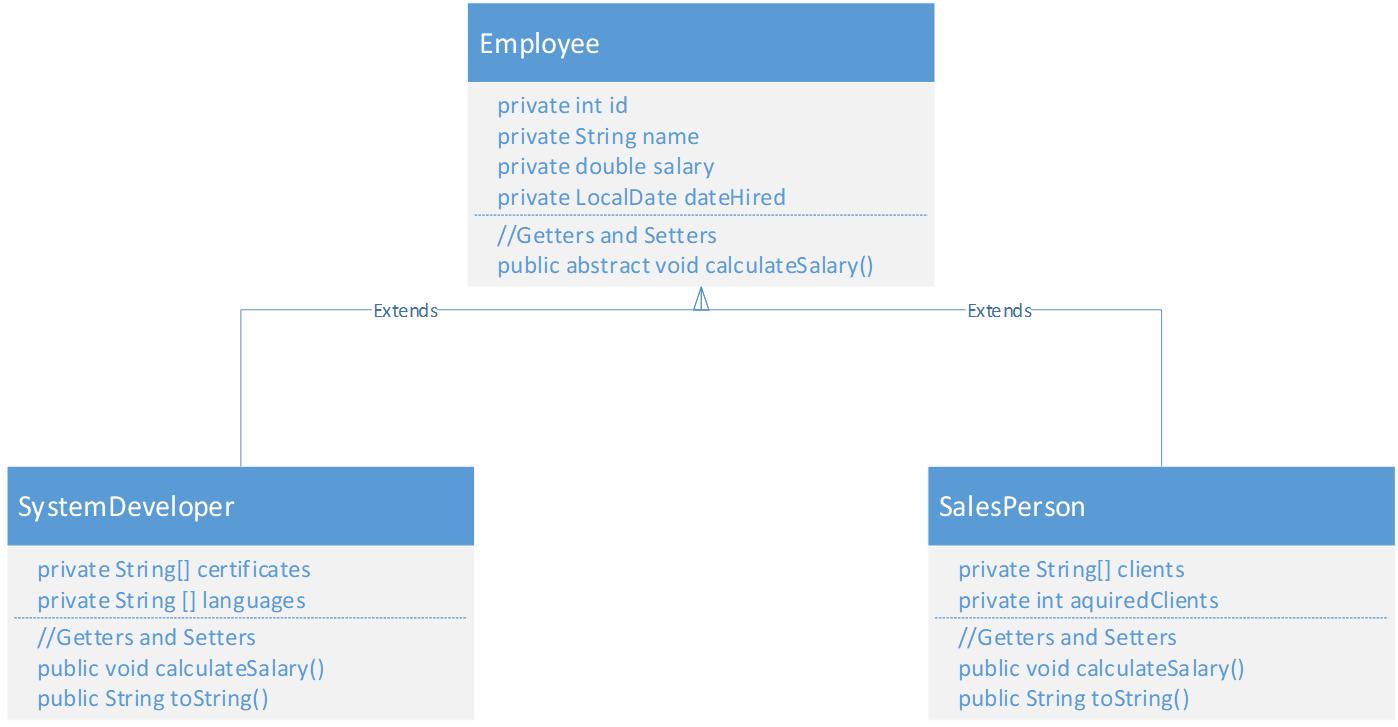 Employee
private int id
private String name
private double salary
private LocalDate dateHired
//Getters and Setters
public abstract void calculateSalary()
Extends
Extends
SystemDeveloper
private String[] certificates
private String [] languages
//Getters and Setters
public void calculateSalary()
public String toString()
SalesPerson
private String[] clients
private int aquiredClients
//Getters and Setters
public void calculateSalary()
public String toString()